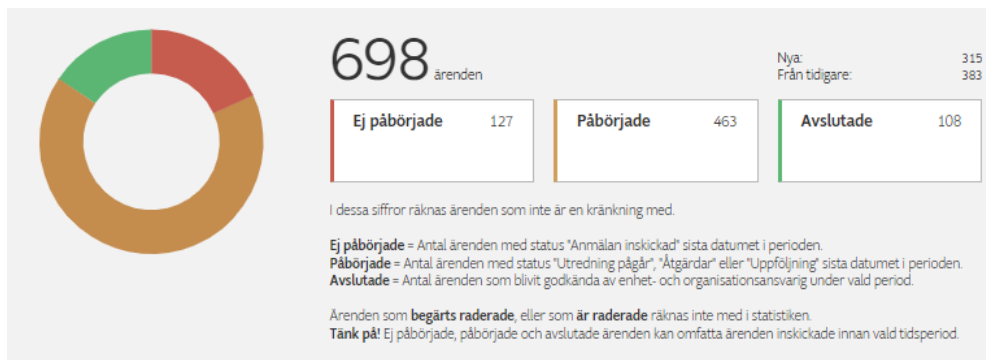 698 ärenden
Nya: 315
Från tidigare: 383
Ej påbörjade 127
Påbörjade 463
Avslutade 108
I dessa siffror räknas ärenden som inte är en kränkning med.
Ej påbörjade = Antal ärenden med status "Anmälan inskickad" sista datumet i perioden.
Påbörjade = Antal ärenden med status "Utredning pågår", "Åtgärdar" eller "Uppföljning" sista datumet i perioden.
Avslutade = Antal ärenden som blivit godkända av enhet- och organisationsansvarig under vald period.
Ärenden som begärts raderade, eller som är raderade räknas inte med i statistiken.
Tänk på! Ej påbörjade, påbörjade och avslutade ärenden kan omfatta ärenden inskickade innan vald tidsperiod.